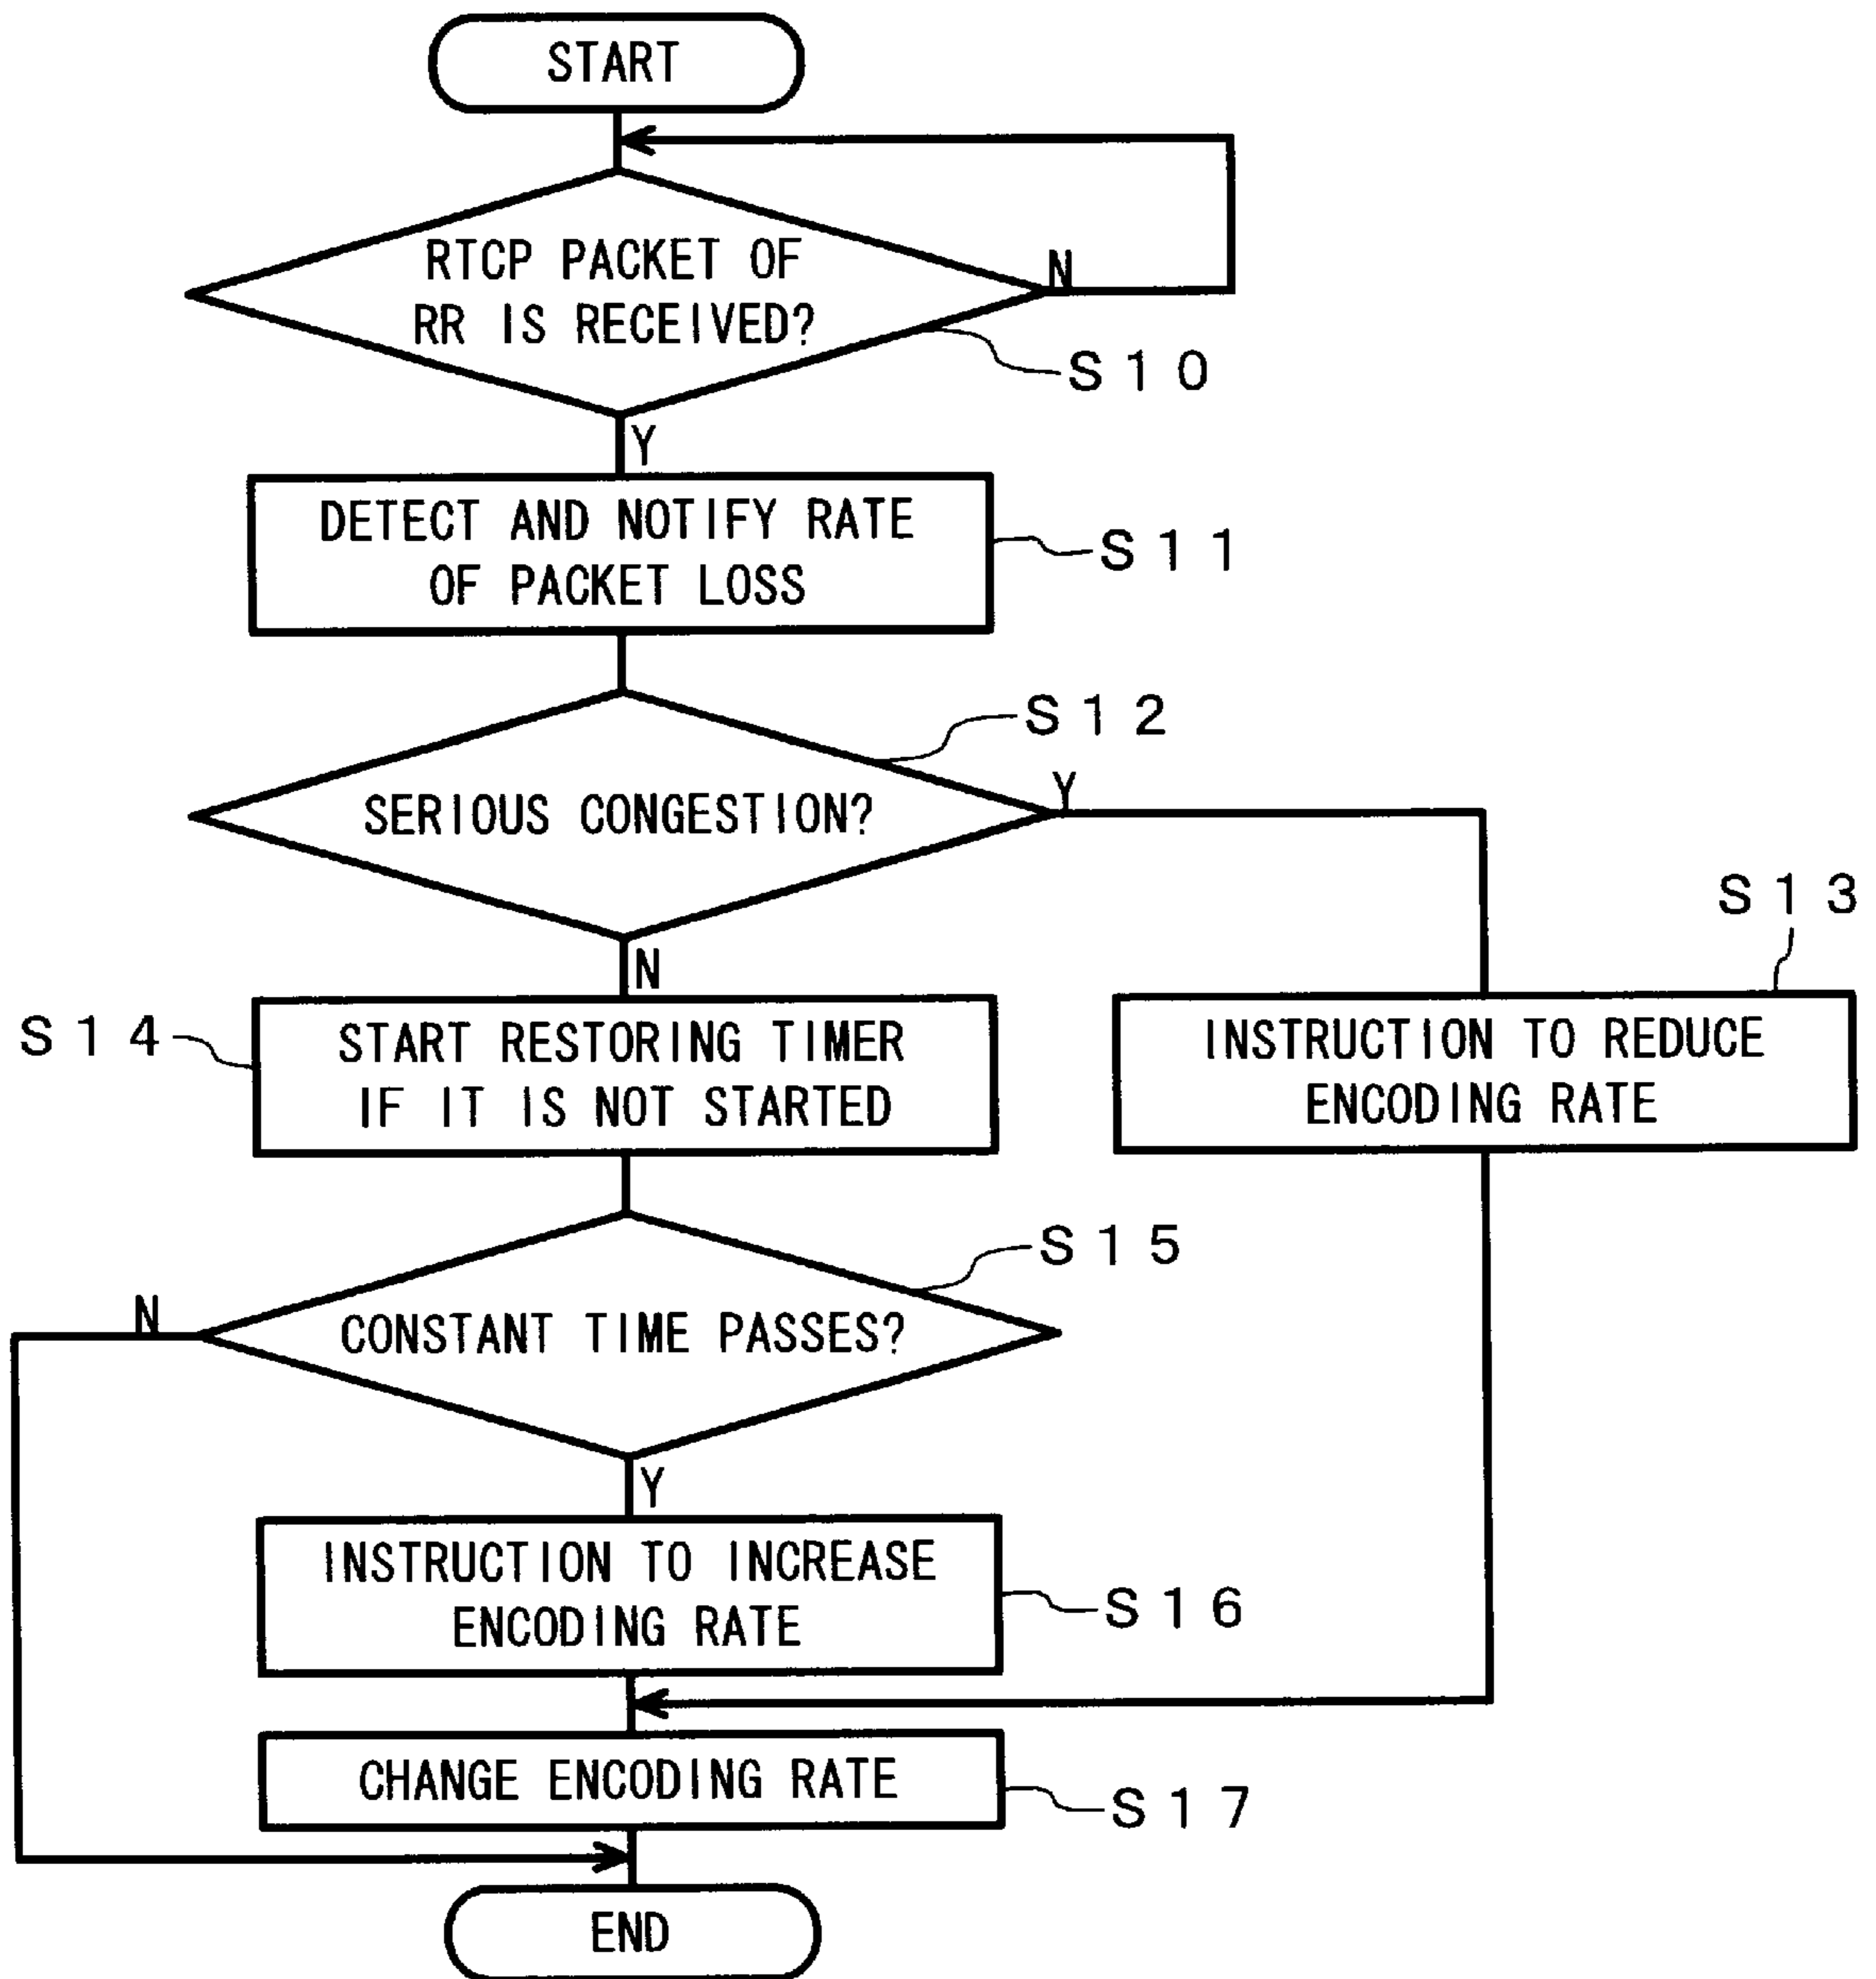 START
RTCP PACKET OF
RR IS RECEIVED?
N
S10
Y
DETECT AND NOTIFY RATE
OF PACKET LOSS
S11
S12
SERIOUS CONGESTION?
Y
N
S13
S14
START RESTORING TIMER
IF IT IS NOT STARTED
INSTRUCTION TO REDUCE
ENCODING RATE
S15
N
CONSTANT TIME PASSES?
Y
INSTRUCTION TO INCREASE
ENCODING RATE
S16
CHANGE ENCODING RATE
S17
END